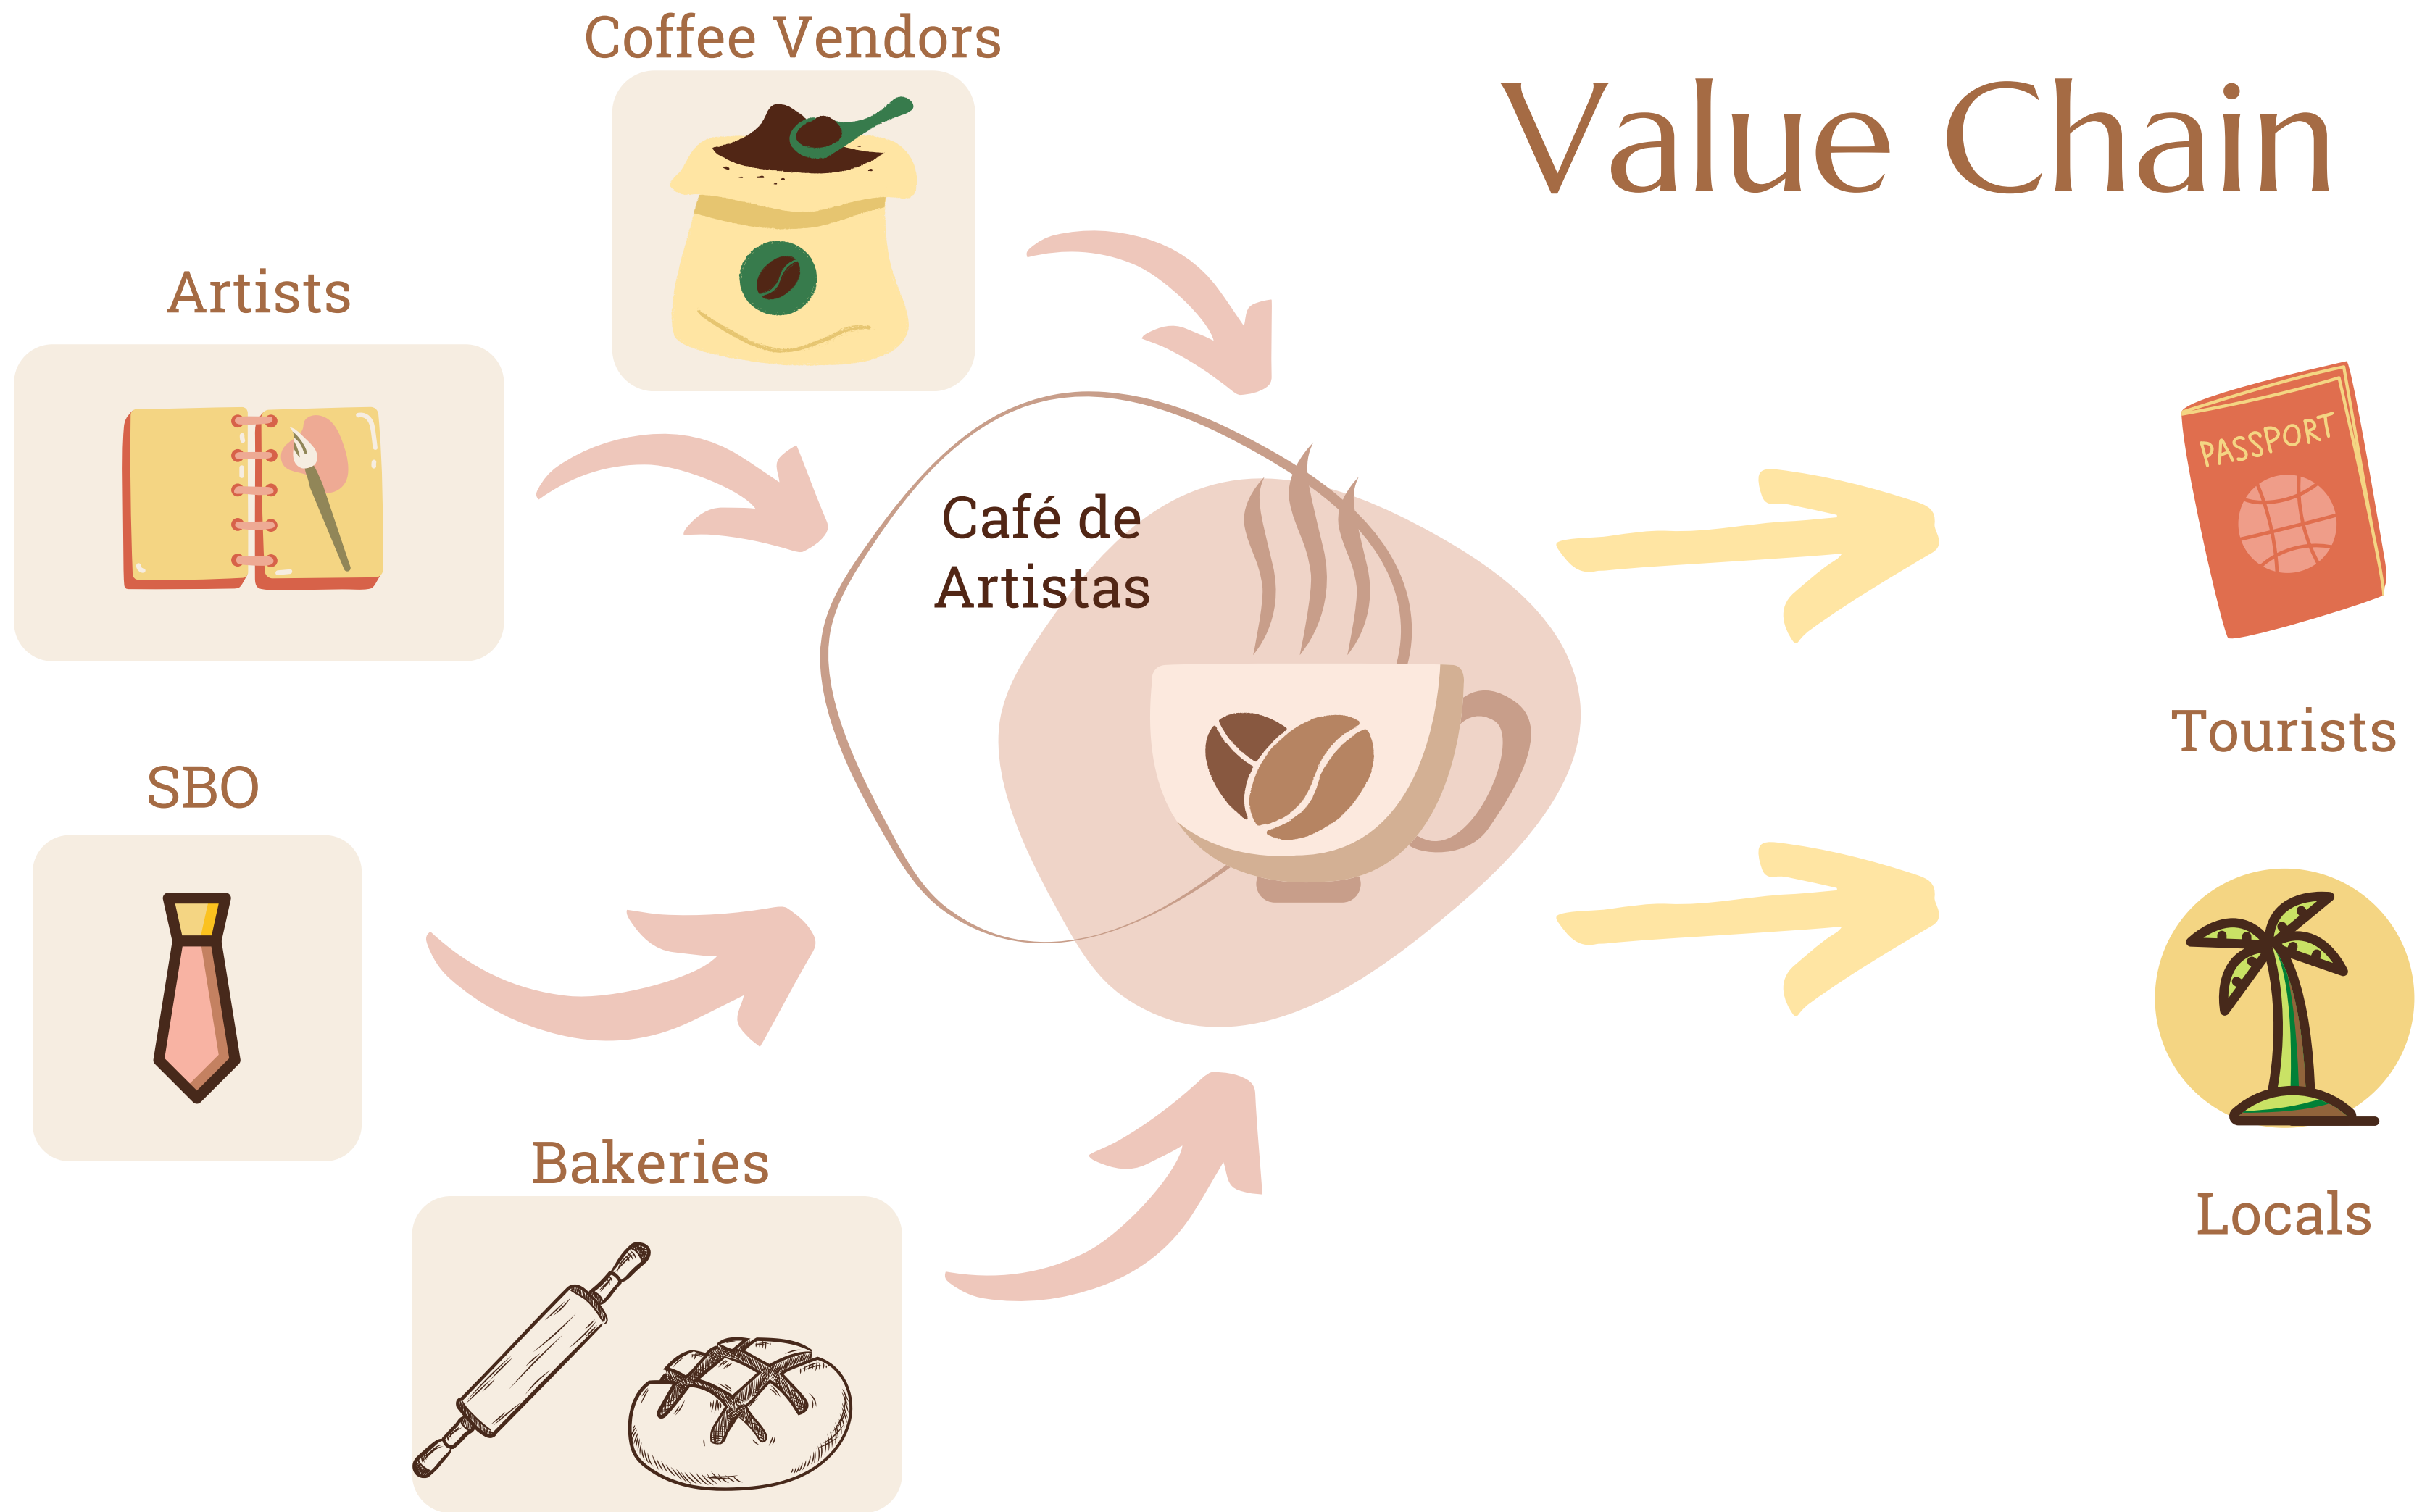 Coffee Vendors
Value Chain
Artists
Café de
Artistas
PASSPORT
Tourists
SBO
Bakeries
Locals